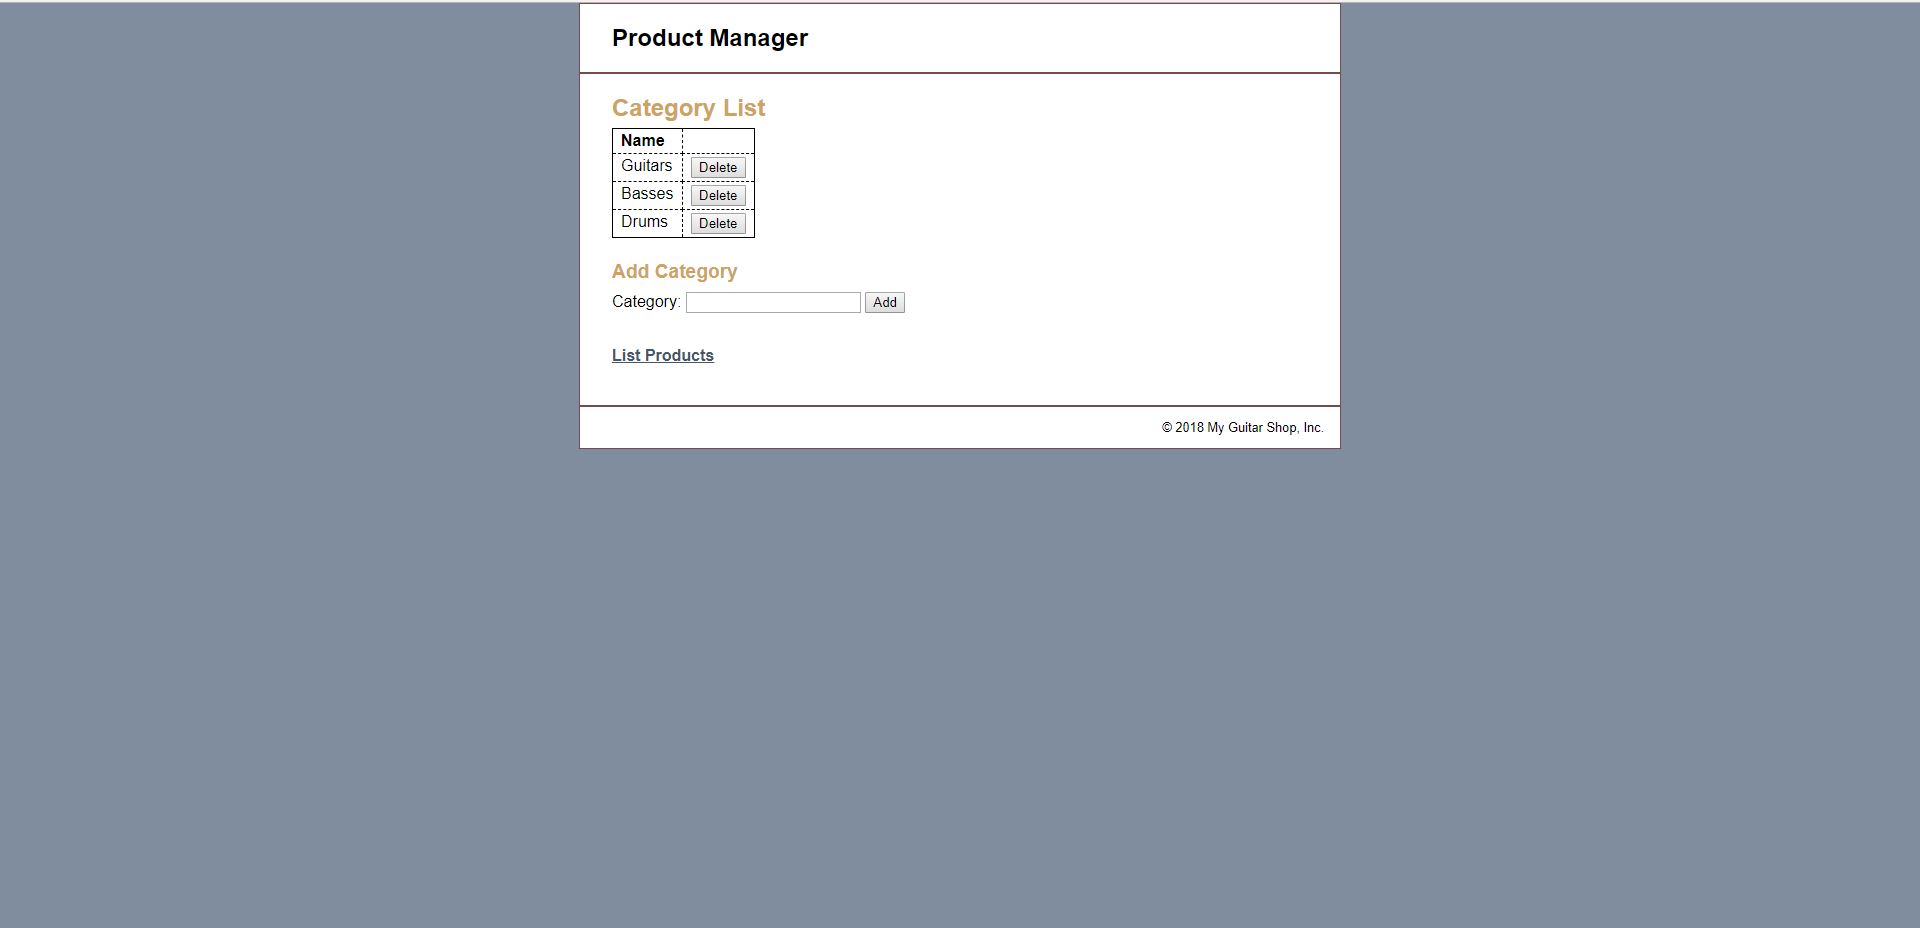 Product Manager
Category List
Name
Guitars Delete
Basses Delete
Drums Delete
Add Category
Category: Add
List Products
© 2018 My Guitar Shop, Inc.